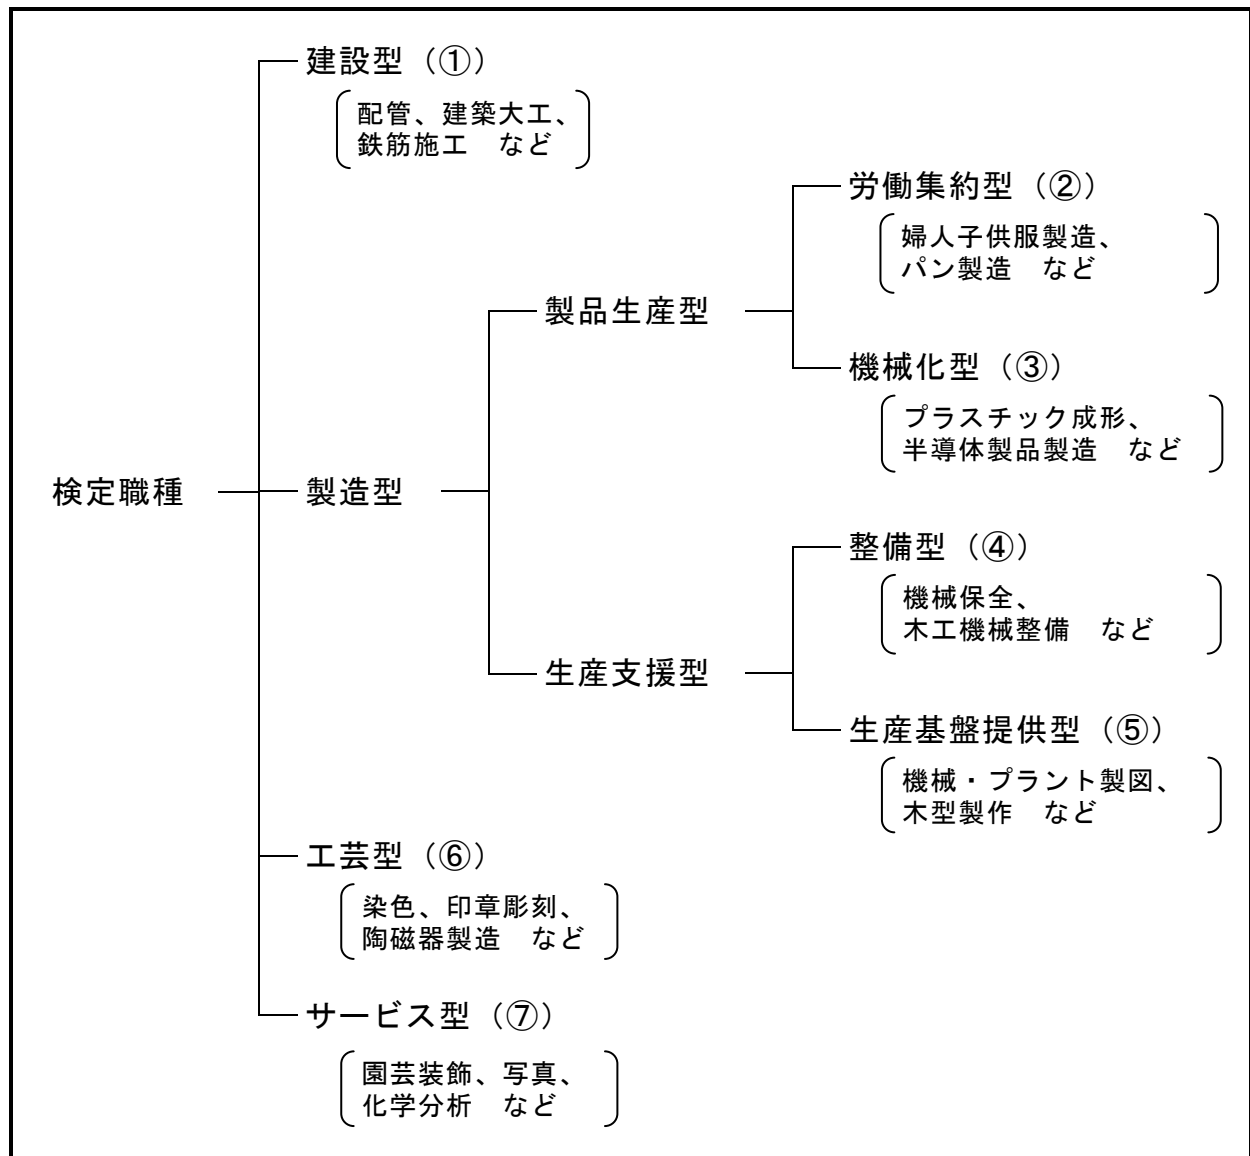 建設型（①）
配管、建築大工、
鉄筋施工　など
労働集約型（②）
婦人子供服製造、
パン製造　など
製品生産型
機械化型（③）
プラスチック成形、
半導体製品製造　など
検定職種
製造型
整備型（④）
機械保全、
木工機械整備　など
生産支援型
生産基盤提供型（⑤）
機械・プラント製図、
木型製作　など
工芸型（⑥）
染色、印章彫刻、
陶磁器製造　など
サービス型（⑦）
園芸装飾、写真、
化学分析　など